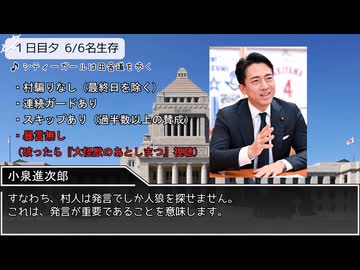 1日目夕 6/6名生存
♪ シティーガールは田舎道を歩く
・村騙りなし(最終日を除く)
・連続ガードあり
・スキップあり(過半数以上の賛成)
・暴言無し
(破ったら『大怪獣のあとしまつ』視聴)
小泉進次郎
すなわち、村人は発言でしか人狼を探せません。
これは、発言が重要であることを意味します。